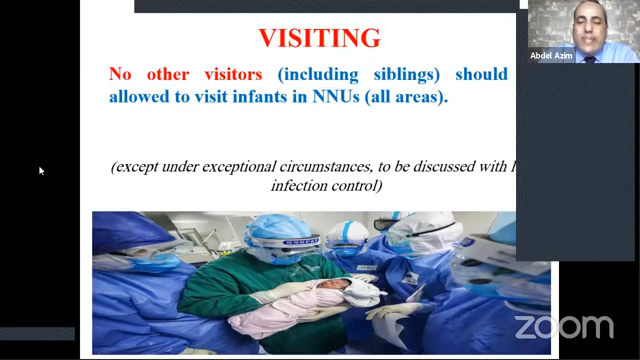 VISITING
No other visitors (including siblings) should
allowed to visit infants in NNUs (all areas).
(except under exceptional circumstances, to be discussed with
infection control)
Abdel Azim
zoom